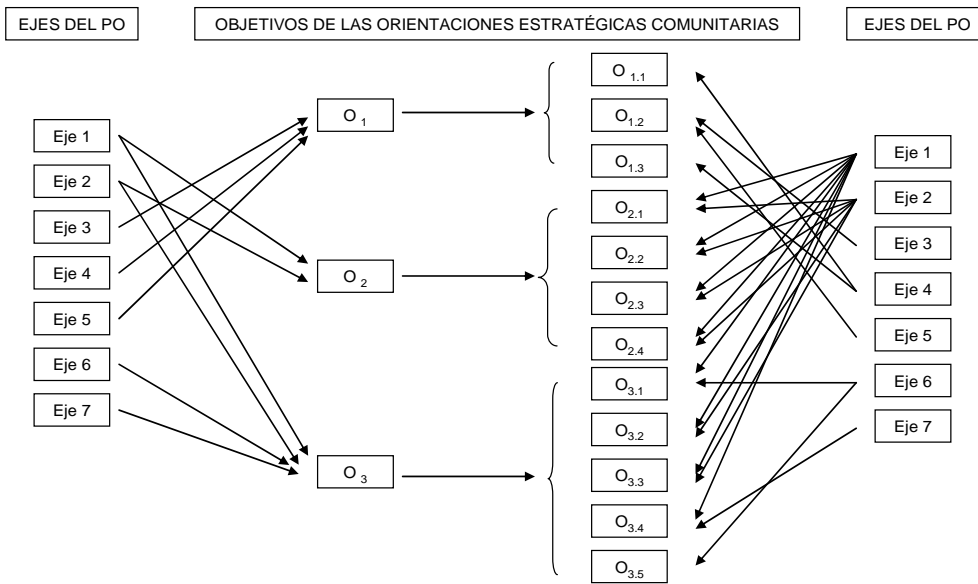 EJES DEL PO
OBJETIVOS DE LAS ORIENTACIONES ESTRATÉGICAS COMUNITARIAS
EJES DEL PO
Eje 1
Eje 2
Eje 3
Eje 4
Eje 5
Eje 6
Eje 7
O 1
O 2
O 3
O 1.1
O1.2
O1.3
O2.1
O2.2
O2.3
O2.4
O3.1
O3.2
O3.3
O3.4
O3.5
Eje 1
Eje 2
Eje 3
Eje 4
Eje 5
Eje 6
Eje 7